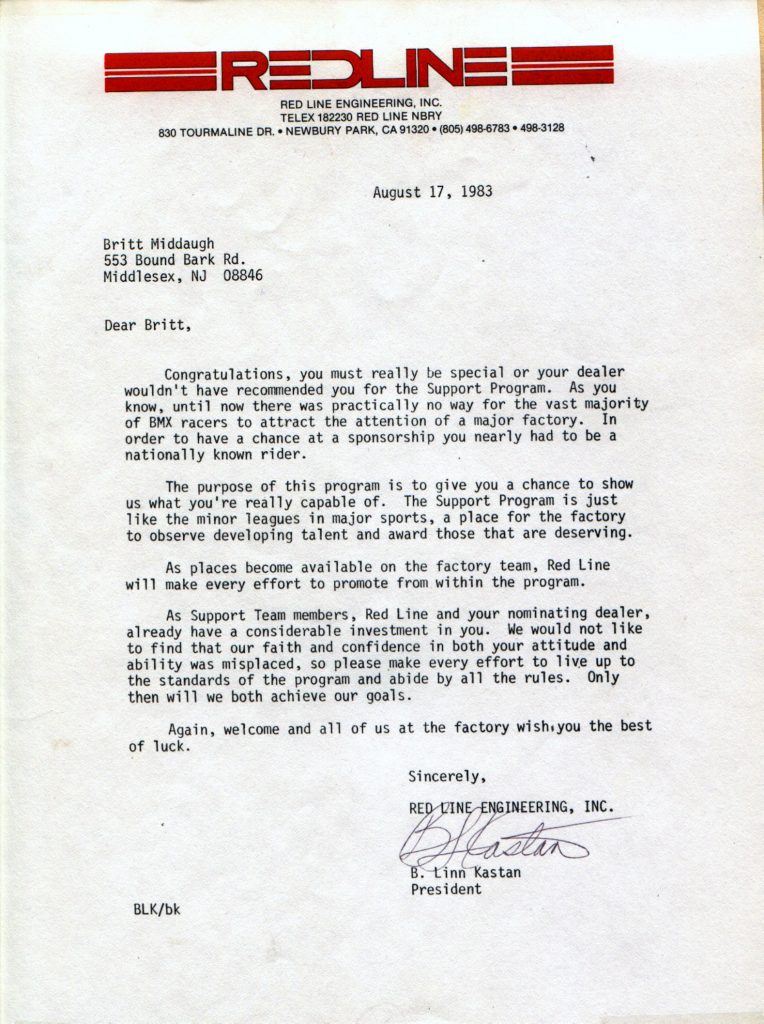 REDLINE
RED LINE ENGINEERING, INC.
TELEX 182230 RED LINE NBRY
830 TOURMALINE DR. • NEWBURY PARK, CA 91320 • (805) 498-6783 • 498-3128
August 17, 1983
Britt Middaugh
553 Bound Bark Rd.
Middlesex, NJ 08846
Dear Britt,
Congratulations, you must really be special or your dealer
wouldn't have recommended you for the Support Program. As you
know, until now there was practically no way for the vast majority
of BMX racers to attract the attention of a major factory. In
order to have a chance at a sponsorship you nearly had to be a
nationally known rider.
The purpose of this program is to give you a chance to show
us what you're really capable of. The Support Program is just
like the minor leagues in major sports, a place for the factory
to observe developing talent and award those that are deserving.
As places become available on the factory team, Red Line
will make every effort to promote from within the program.
As Support Team members, Red Line and your nominating dealer,
already have a considerable investment in you. We would not like
to find that our faith and confidence in both your attitude and
ability was misplaced, so please make every effort to live up to
the standards of the program and abide by all the rules. Only
then will we both achieve our goals.
Again, welcome and all of us at the factory wish you the best
of luck.
Sincerely,
RED LINE ENGINEERING, INC.
B L Kastan
B. Linn Kastan
President
BLK/bk